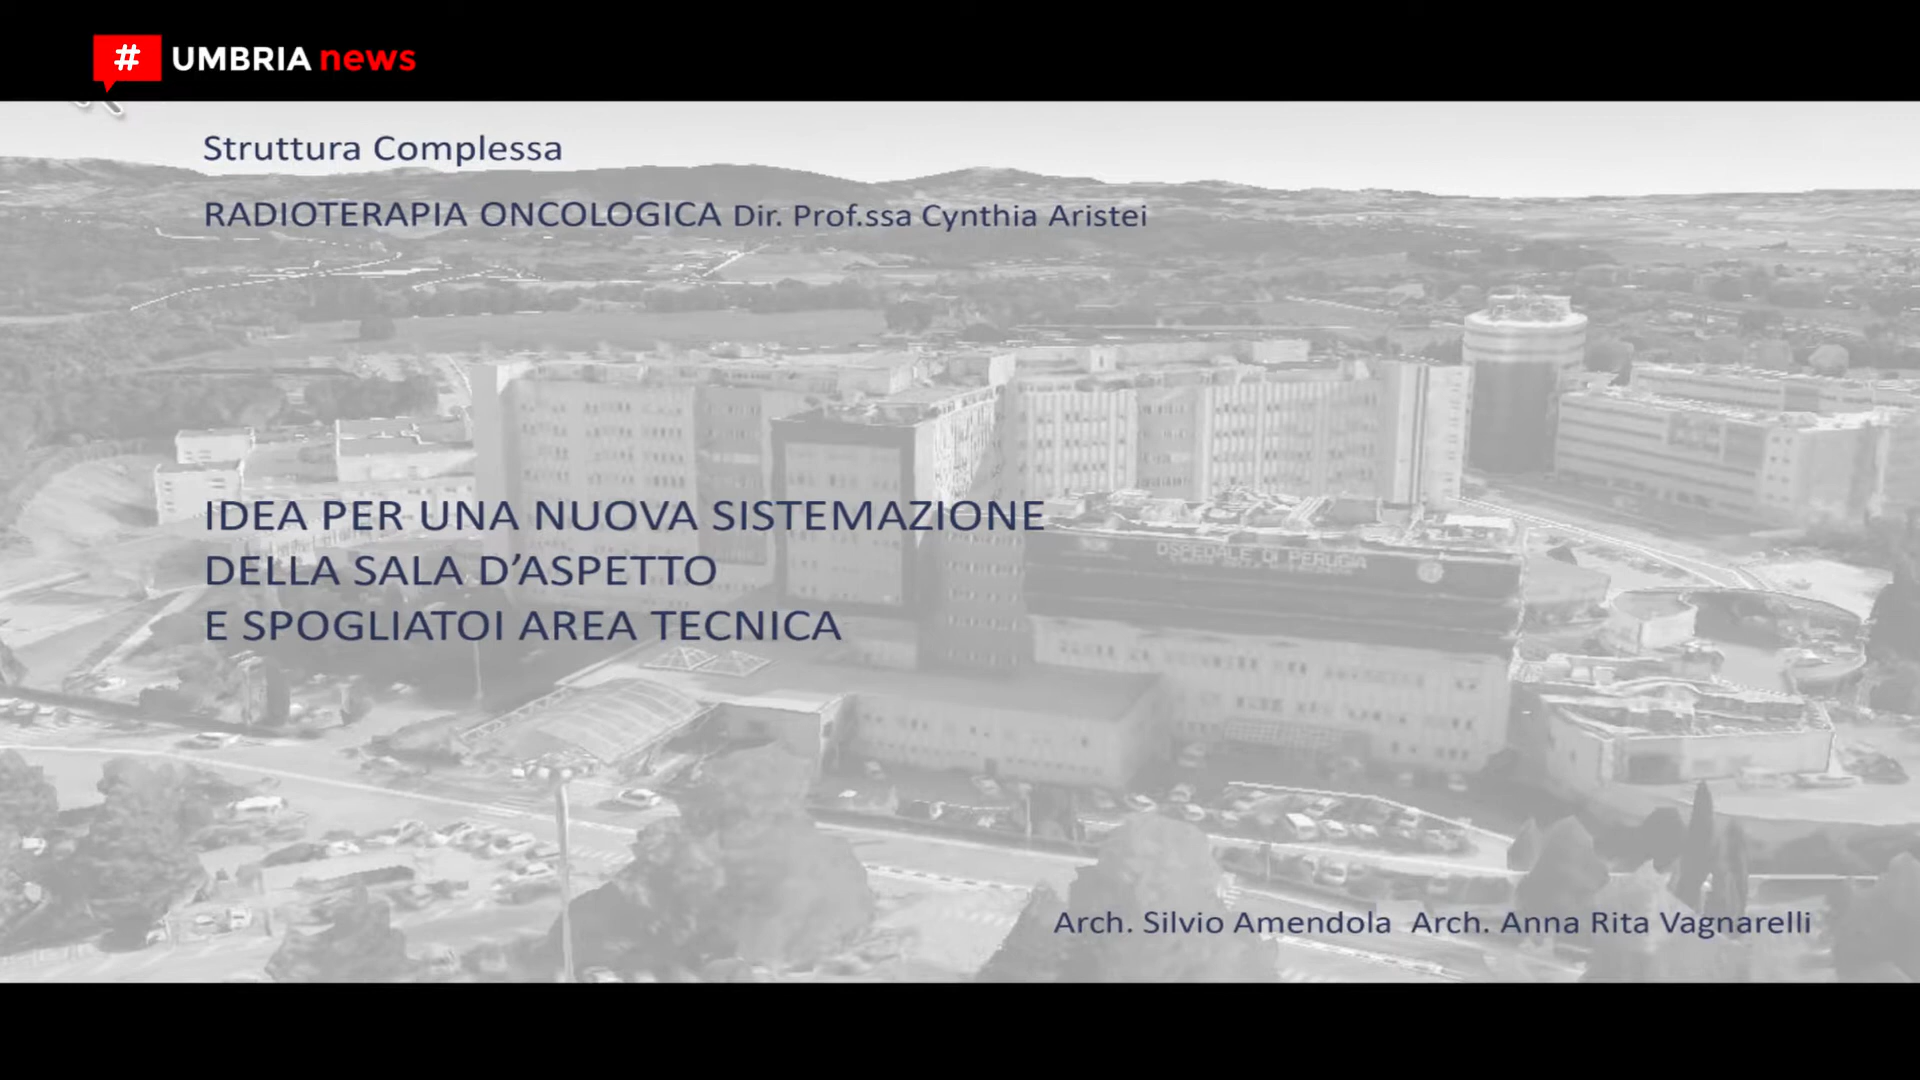 # UMBRIA news
Struttura Complessa
RADIOTERAPIA ONCOLOGICA Dir. Prof.ssa Cynthia Aristei
IDEA PER UNA NUOVA SISTEMAZIONE
DELLA SALA D'ASPETTO
E SPOGLIATOI AREA TECNICA
OSPEDALE DI PERUGIA
Arch. Silvio Amendola Arch. Anna Rita Vagnarelli